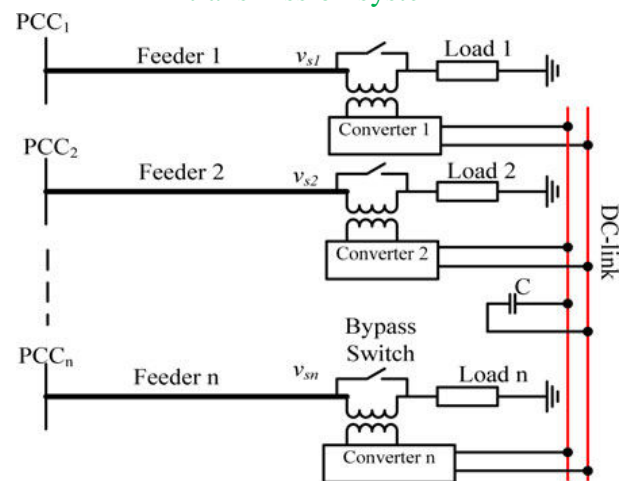 PCC1
Feeder 1
vs1
Load 1
Converter 1
PCC2
Feeder 2
vs2
Load 2
Converter 2
DC-link
C
Bypass
Switch
PCCn
Feeder n
vsn
Load n
Converter n